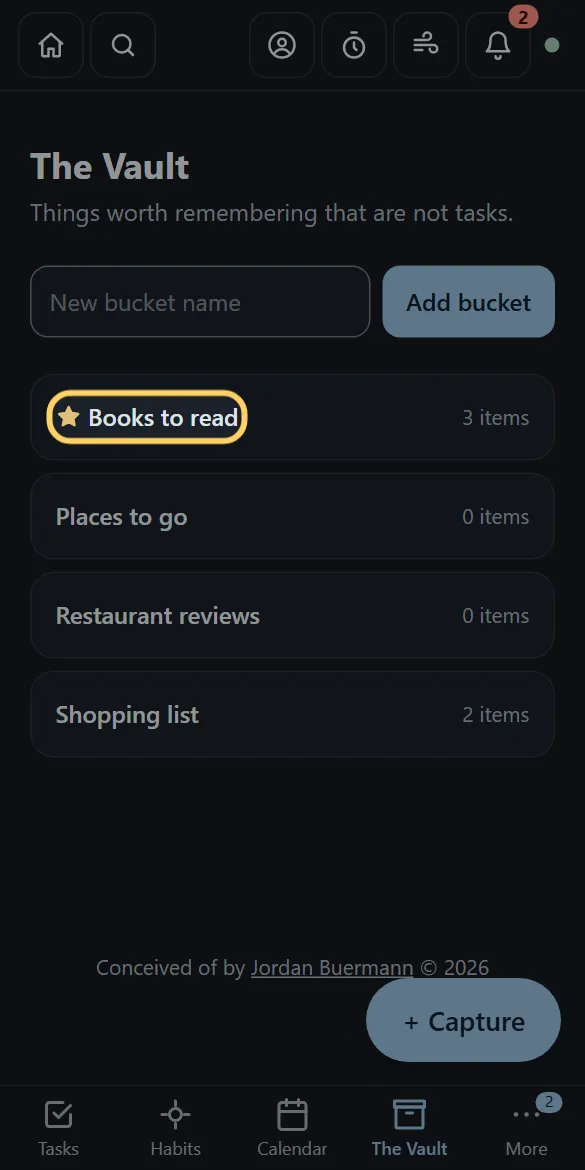 2
The Vault
Things worth remembering that are not tasks.
New bucket name
Add bucket
Books to read
3 items
Places to go
0 items
Restaurant reviews
0 items
Shopping list
2 items
Conceived of by Jordan Buermann © 2026
+ Capture
2
Tasks
Habits
Calendar
The Vault
More